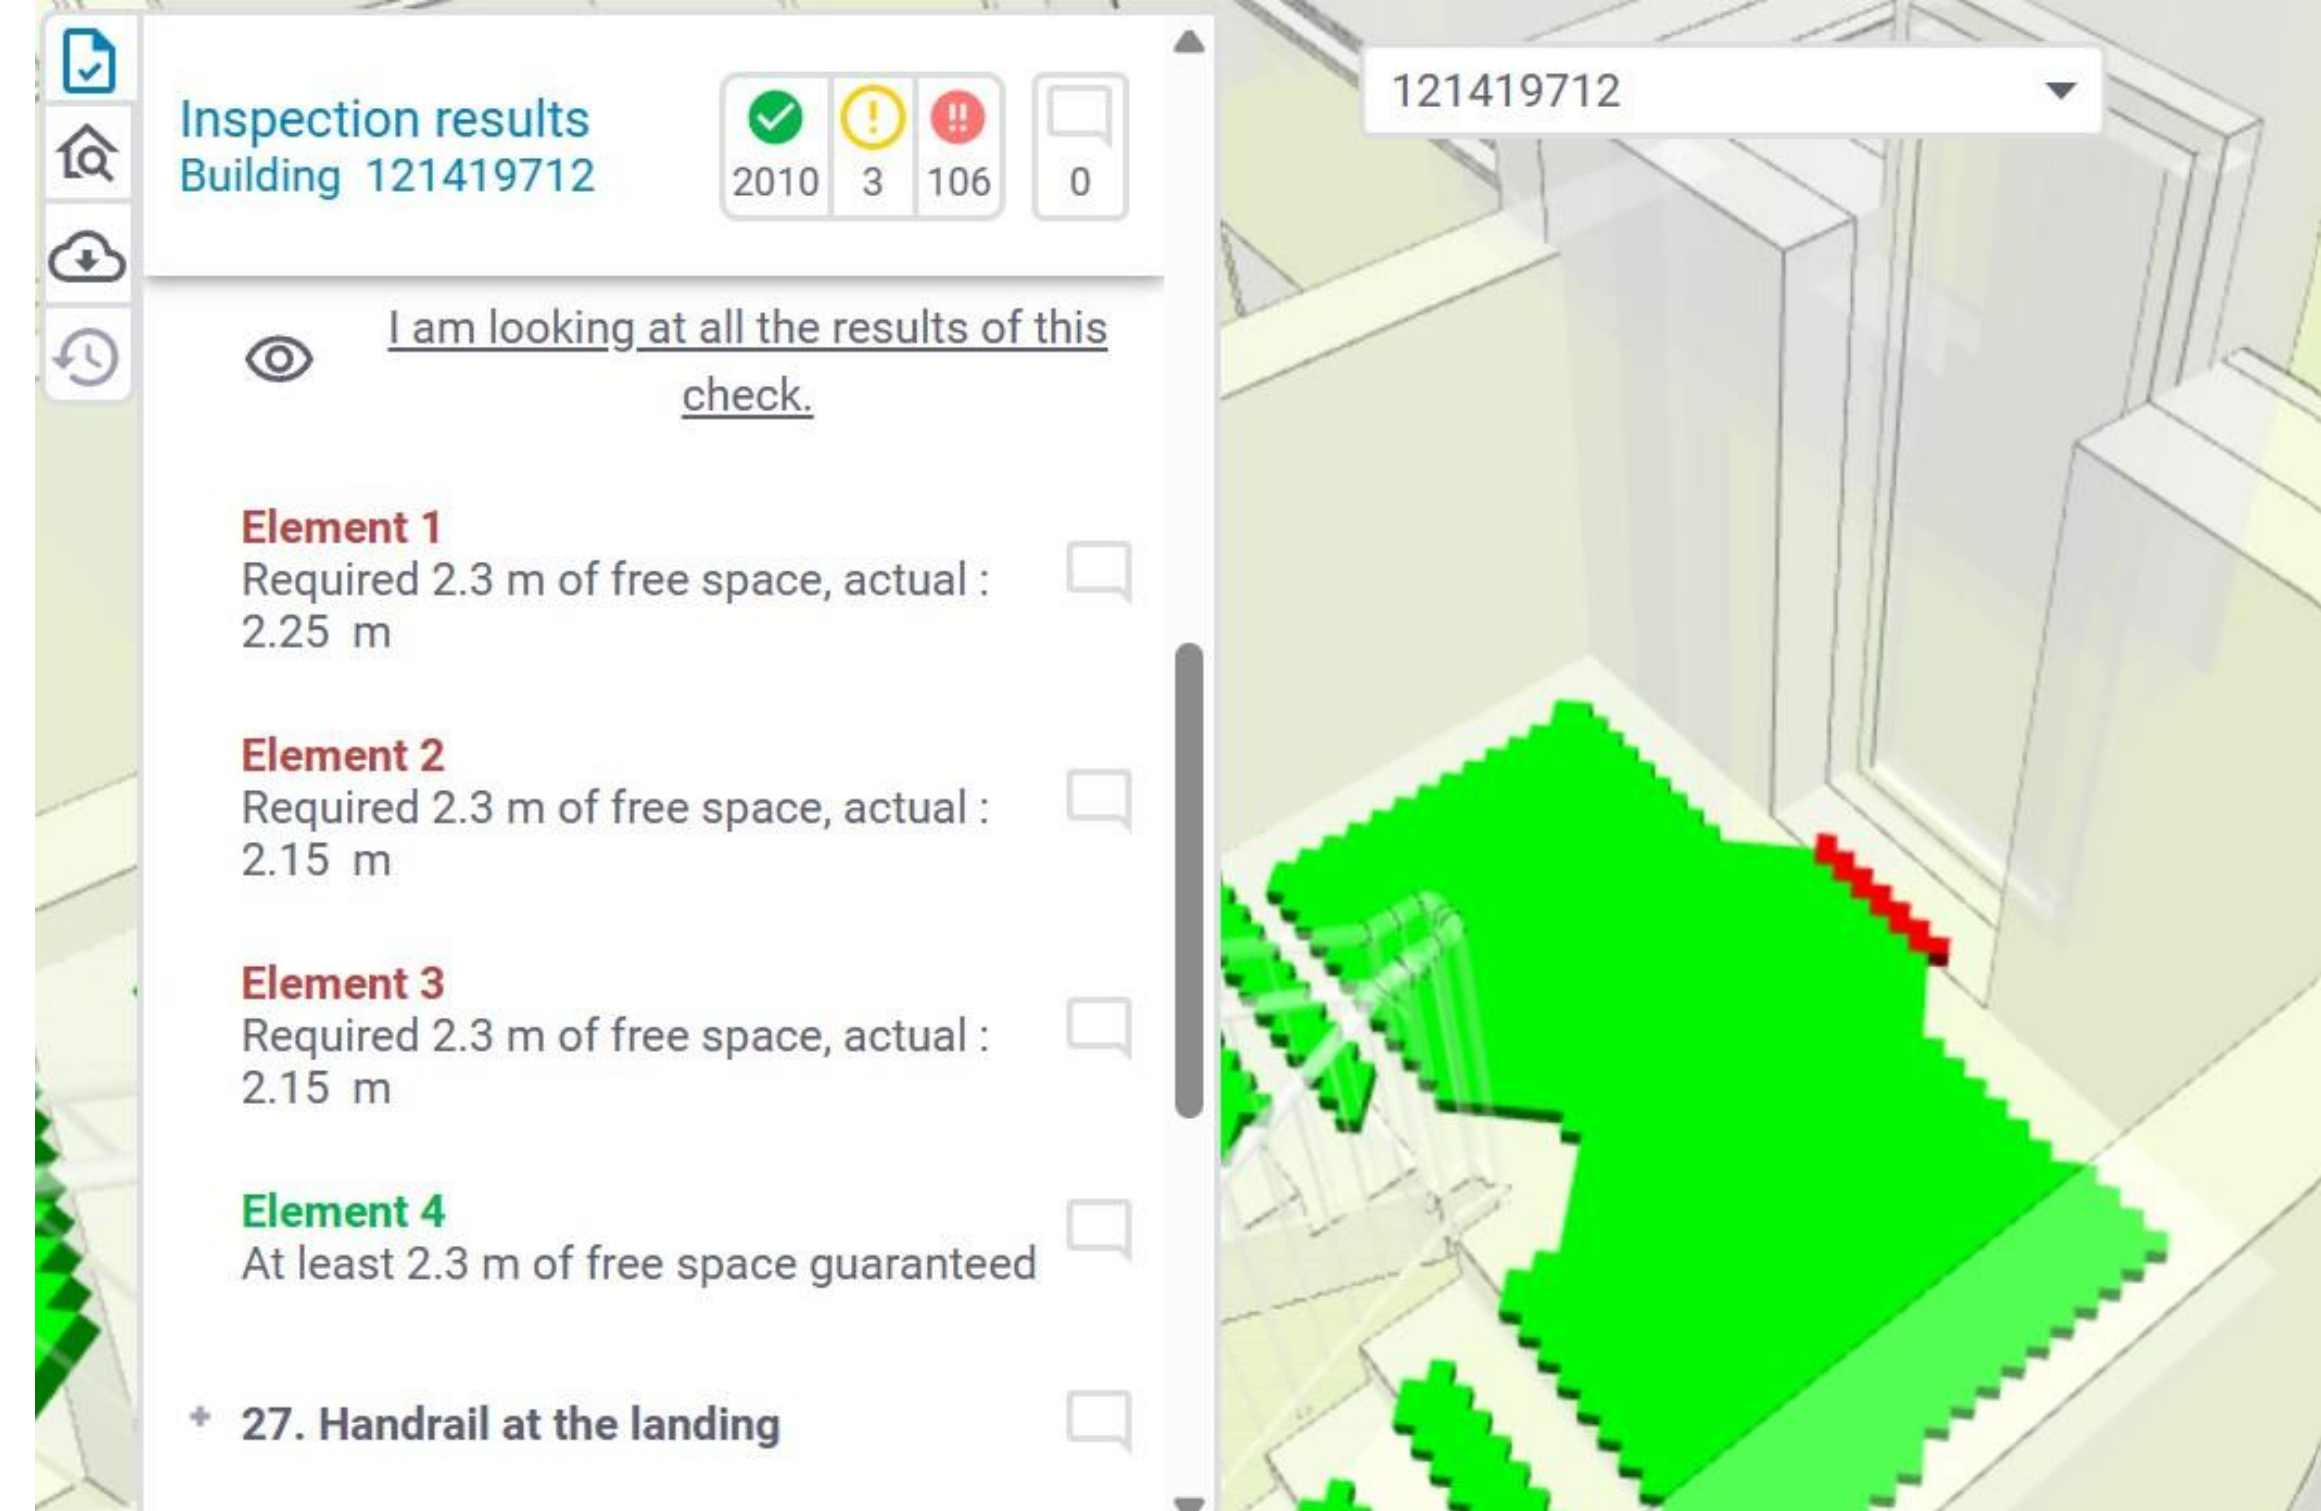 Inspection results
Building 121419712
2010
3
106
0
121419712
I am looking at all the results of this
check.
Element 1
Required 2.3 m of free space, actual :
2.25 m
Element 2
Required 2.3 m of free space, actual :
2.15 m
Element 3
Required 2.3 m of free space, actual :
2.15 m
Element 4
At least 2.3 m of free space guaranteed
27. Handrail at the landing